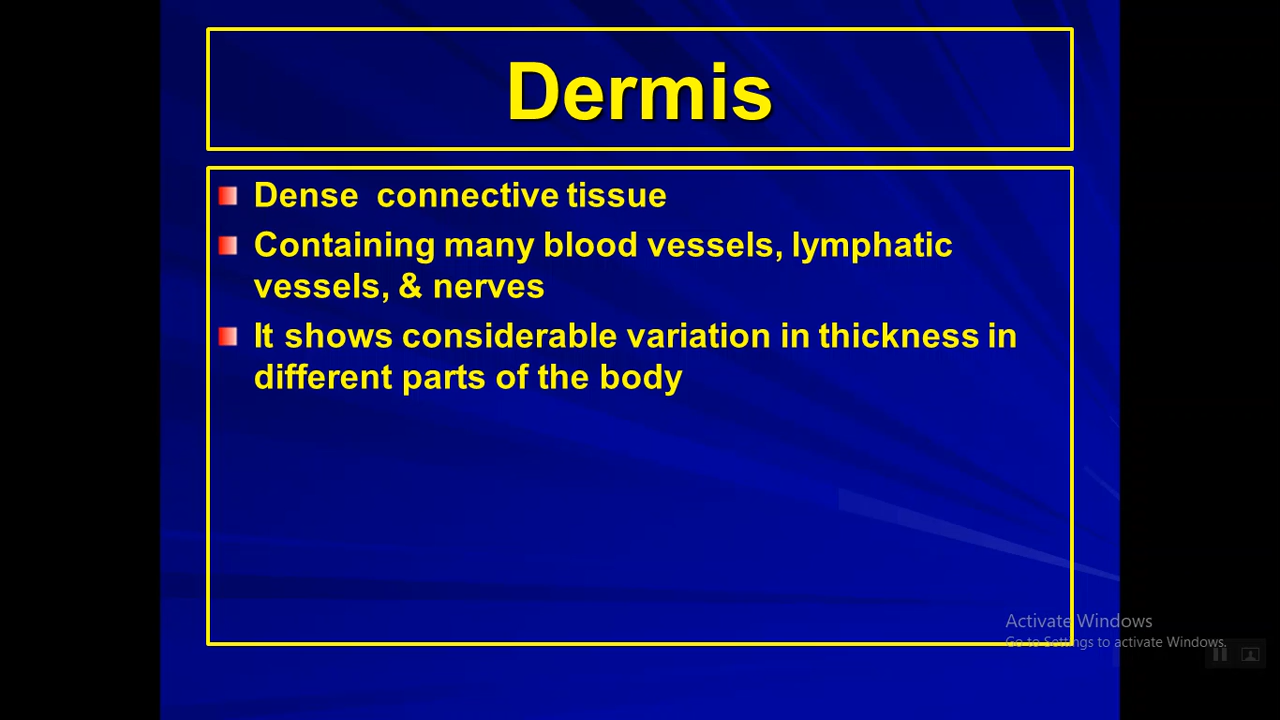 Dermis
Dense connective tissue
Containing many blood vessels, lymphatic
vessels, & nerves
It shows considerable variation in thickness in
different parts of the body
Activate Windows
Go to Settings to activate Windows.